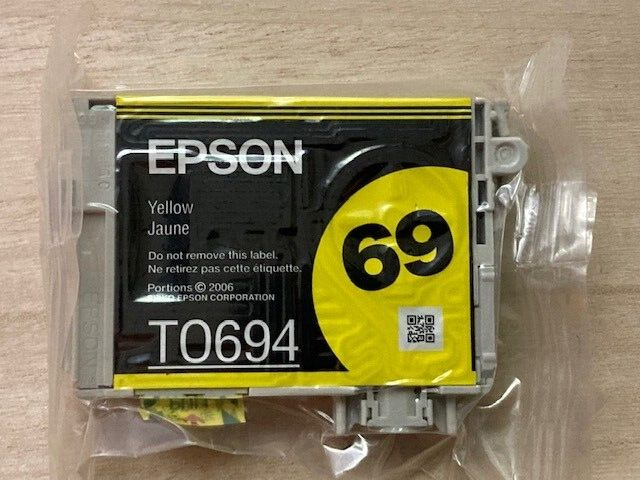 EPSON
Yellow
Jaune
69
Do not remove this label.
Ne retirez pas cette étiquette.
Portions © 2006
EPSON CORPORATION
T0694